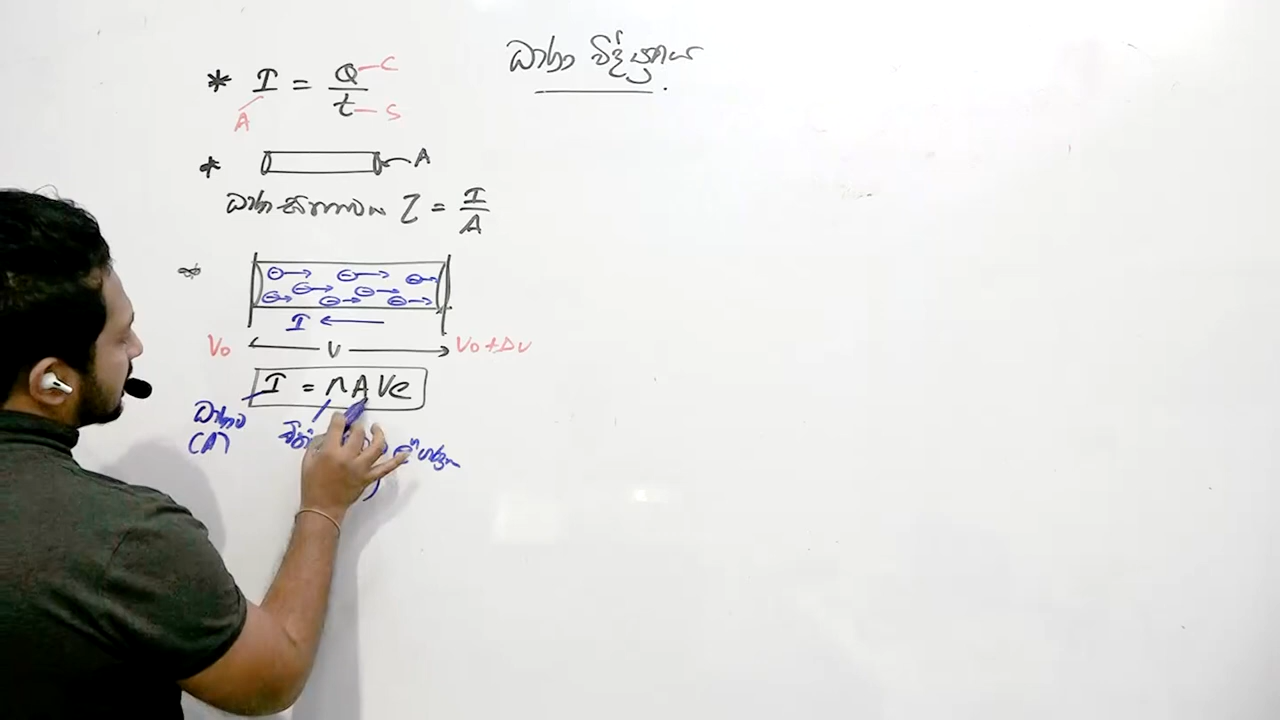 ධාරා විද්‍යුතය
* I = Q/t
C
S
A
* A
ධාරා ඝනත්වය J = I/A
*
I
V₀ V V₀ + ΔV
I = nAVe
ධාරාව
(A)